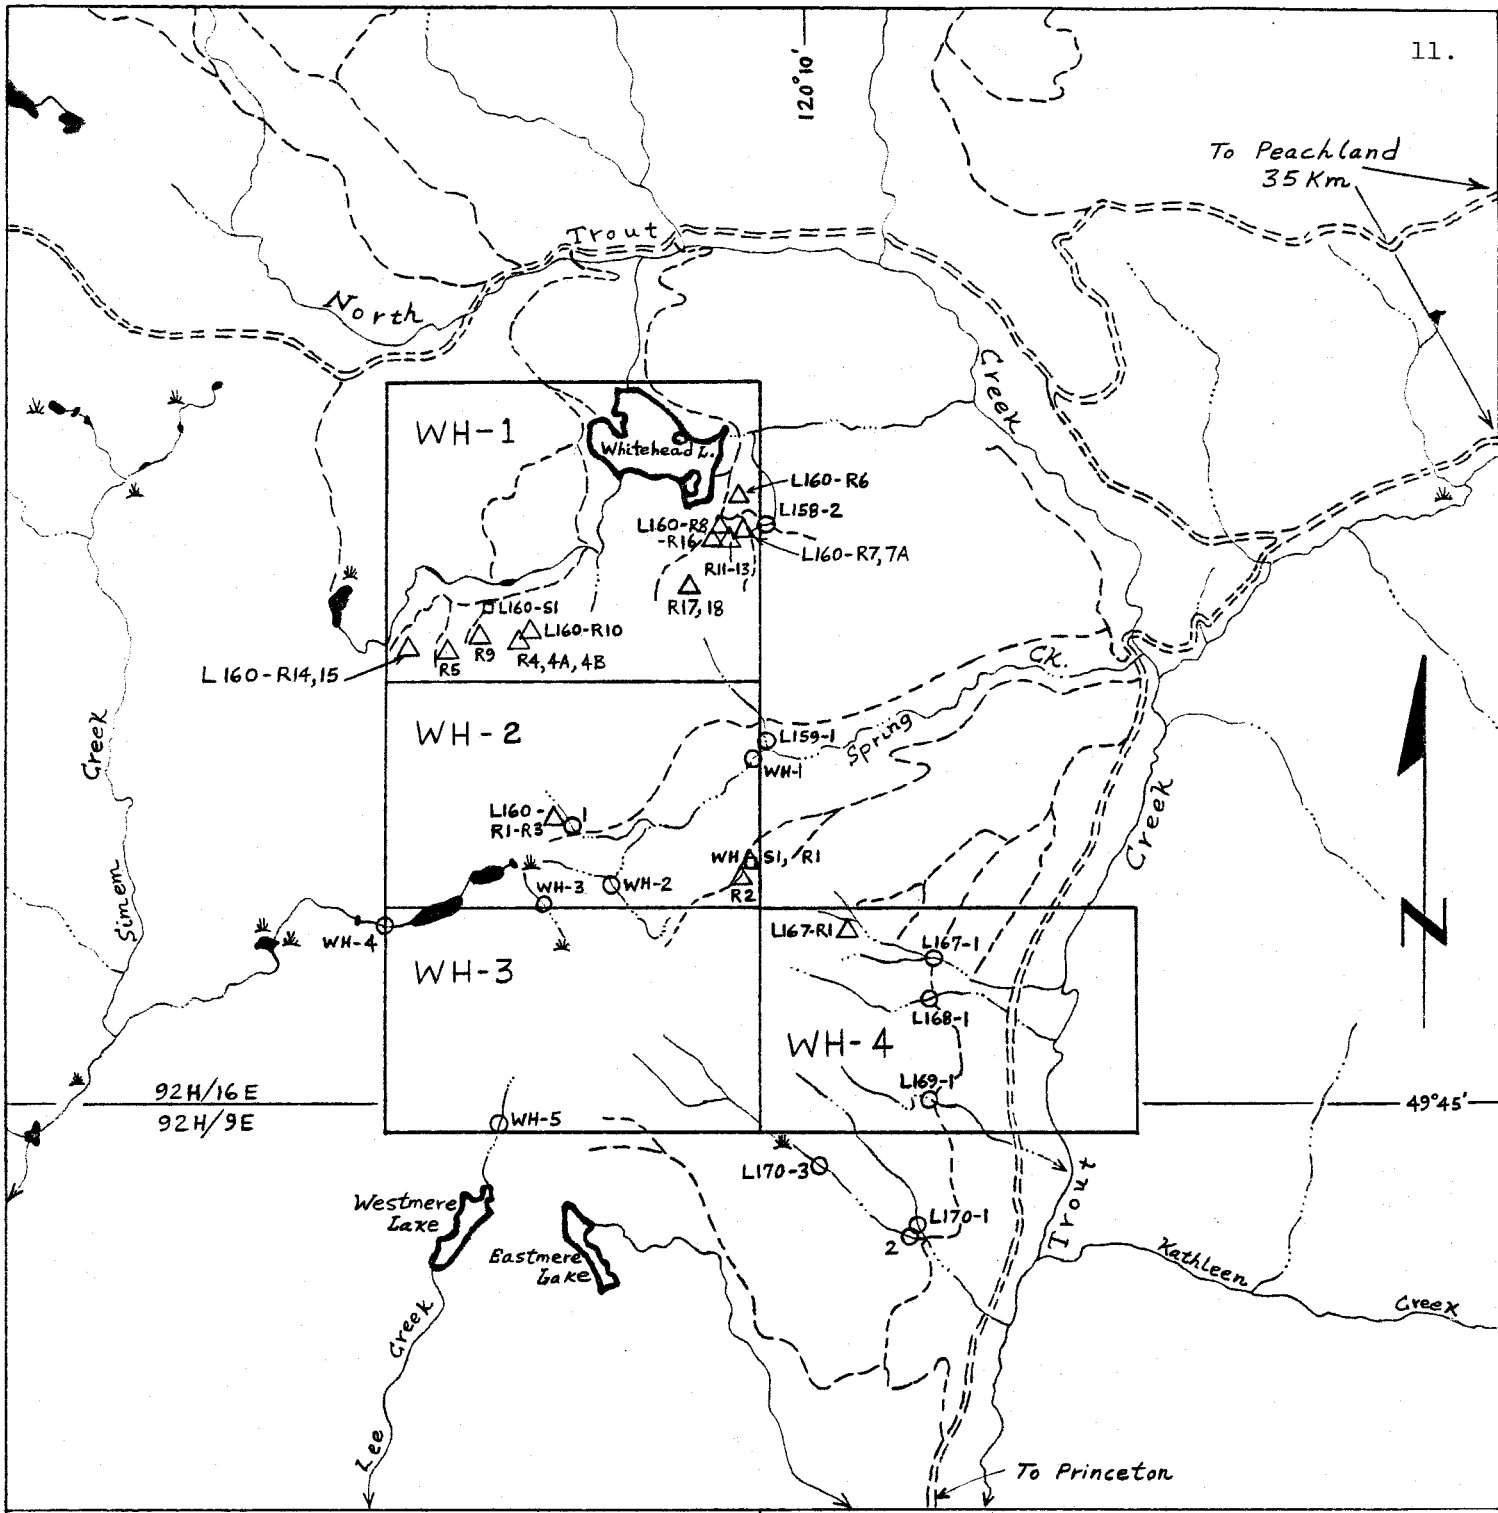 11.
120°10'
To Peachland
35 Km
Trout
North
Creek
WH-1
Whitehead L.
L160-R6
L158-2
L160-R8
-R16
L160-R7, 7A
R11-13
R17, 18
L160-S1
L160-R10
R9
R4, 4A, 4B
R5
L160-R14, 15
CK.
Spring
WH-2
L159-1
WH-1
Creek
Simem
L160-
R1-R3
1
WH S1, R1
R2
WH-3
WH-2
WH-4
Creek
N
L167-R1
L167-1
WH-3
L168-1
WH-4
L169-1
92H/16E
92H/9E
49°45'
WH-5
L170-3
Westmere
Lake
Eastmere
Lake
L170-1
2
Trout
Kathleen
Creek
Lee
Creek
To Princeton